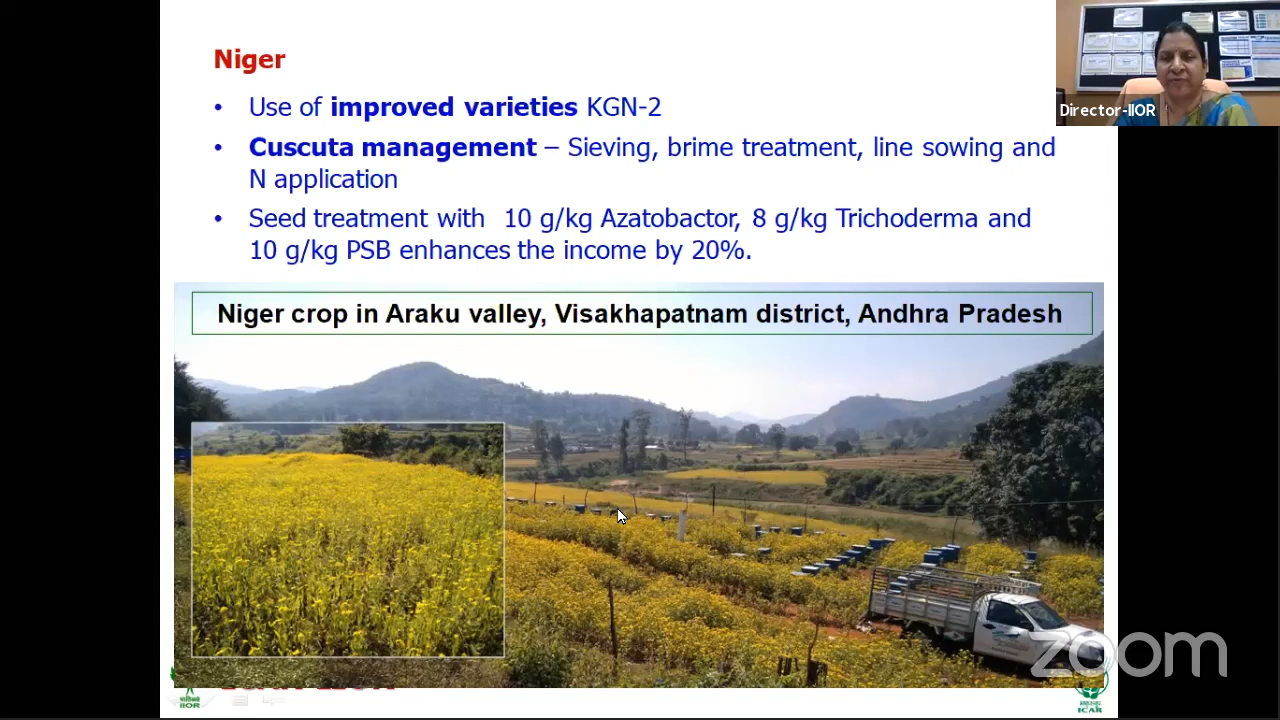 Niger
• Use of improved varieties KGN-2
• Cuscuta management – Sieving, brime treatment, line sowing and
N application
• Seed treatment with 10 g/kg Azatobactor, 8 g/kg Trichoderma and
10 g/kg PSB enhances the income by 20%.
Director-IIOR
Niger crop in Araku valley, Visakhapatnam district, Andhra Pradesh
zoom
IIOR
ICAR